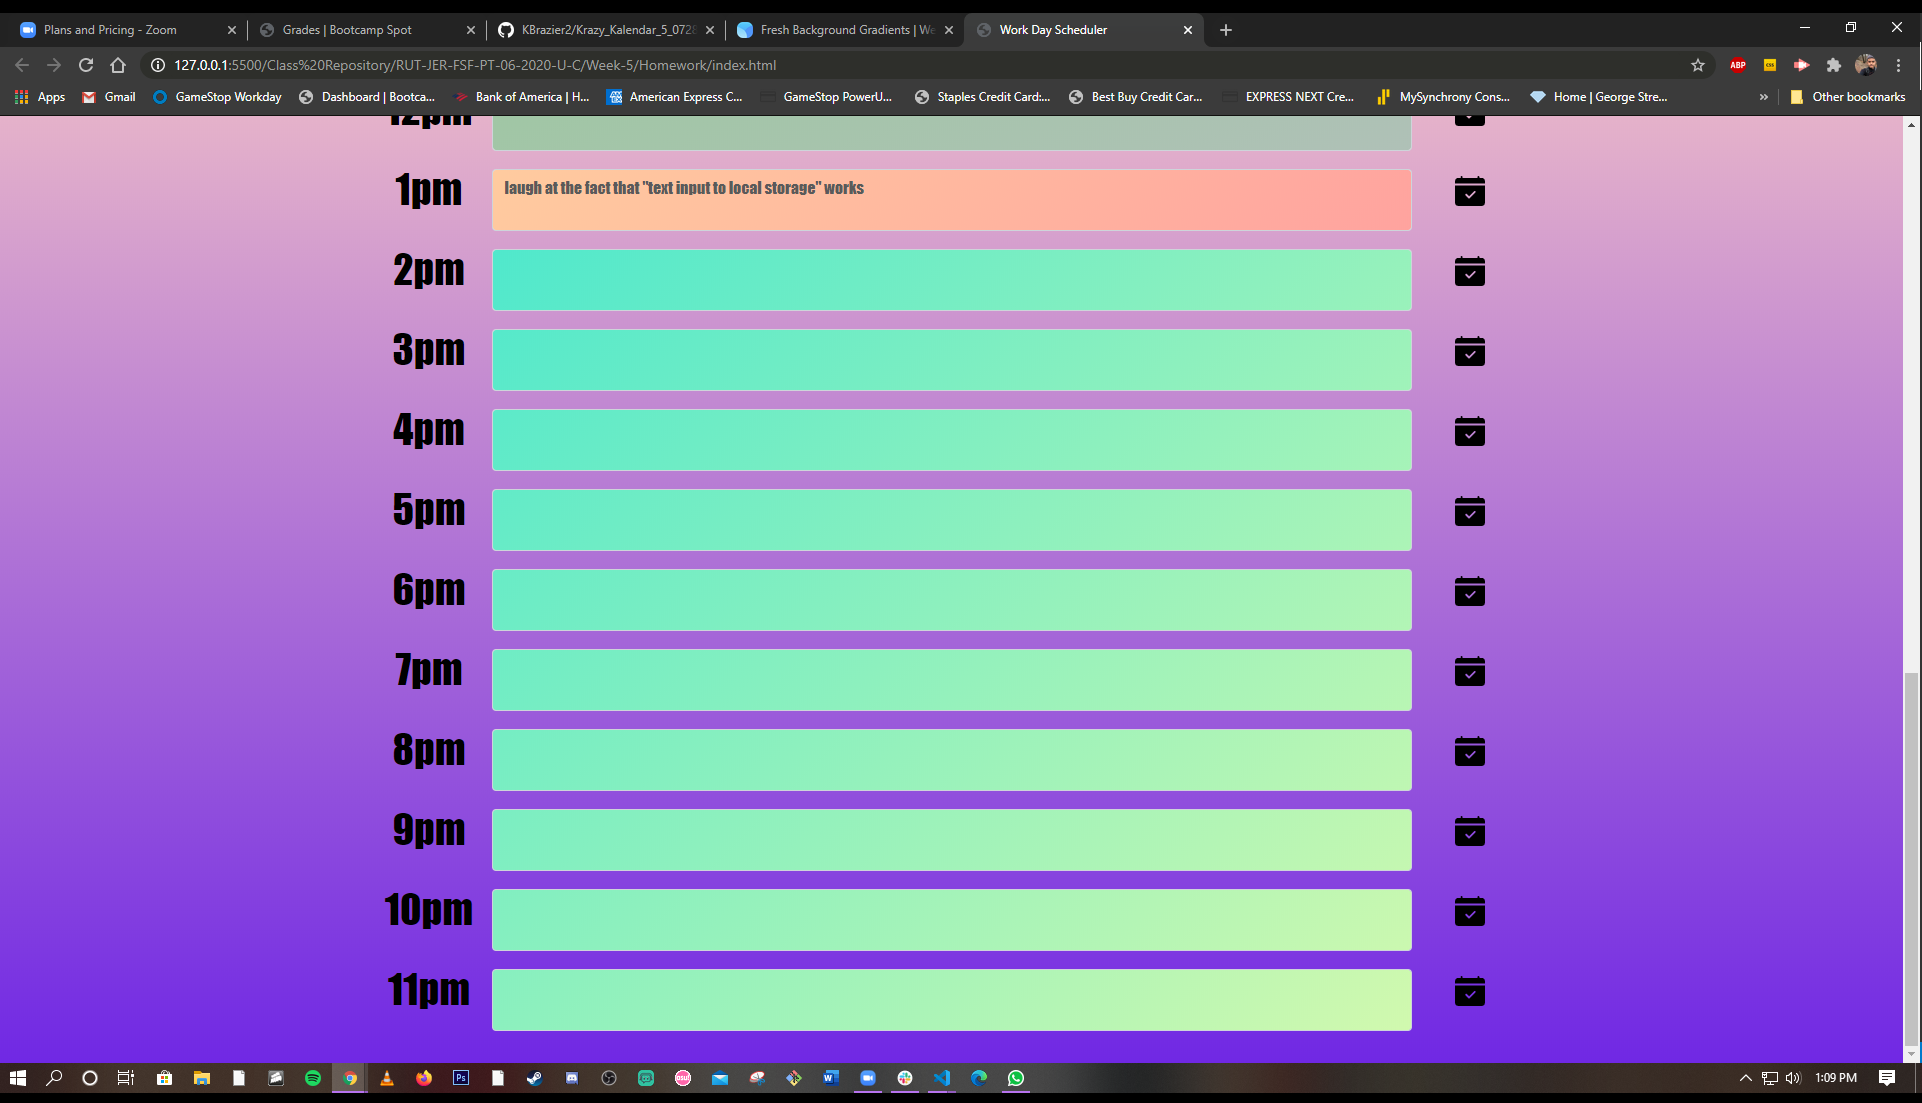 Plans and Pricing - Zoom
Grades | Bootcamp Spot
KBrazier2/Krazy_Kalendar_5_0728
Fresh Background Gradients | We
Work Day Scheduler
127.0.0.1:5500/Class%20Repository/RUT-JER-FSF-PT-06-2020-U-C/Week-5/Homework/index.html
ABP
Apps
Gmail
GameStop Workday
Dashboard | Bootca...
Bank of America | H...
American Express C...
GameStop PowerU...
Staples Credit Card:...
Best Buy Credit Car...
EXPRESS NEXT Cre...
MySynchrony Cons...
Home | George Stre...
»
Other bookmarks
12pm
1pm
laugh at the fact that "text input to local storage" works
2pm
3pm
4pm
5pm
6pm
7pm
8pm
9pm
10pm
11pm
Ps
1:09 PM